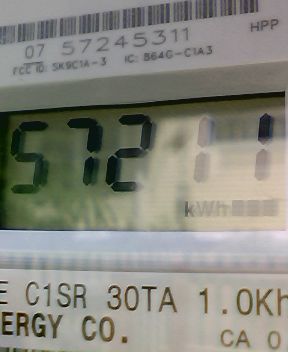 HPP
07 57245311
FCC ID: SK9C1A-3 IC: 864G-C1A3
57211
kWh
E C1SR 30TA 1.0Kh
ERGY CO.
CA 0